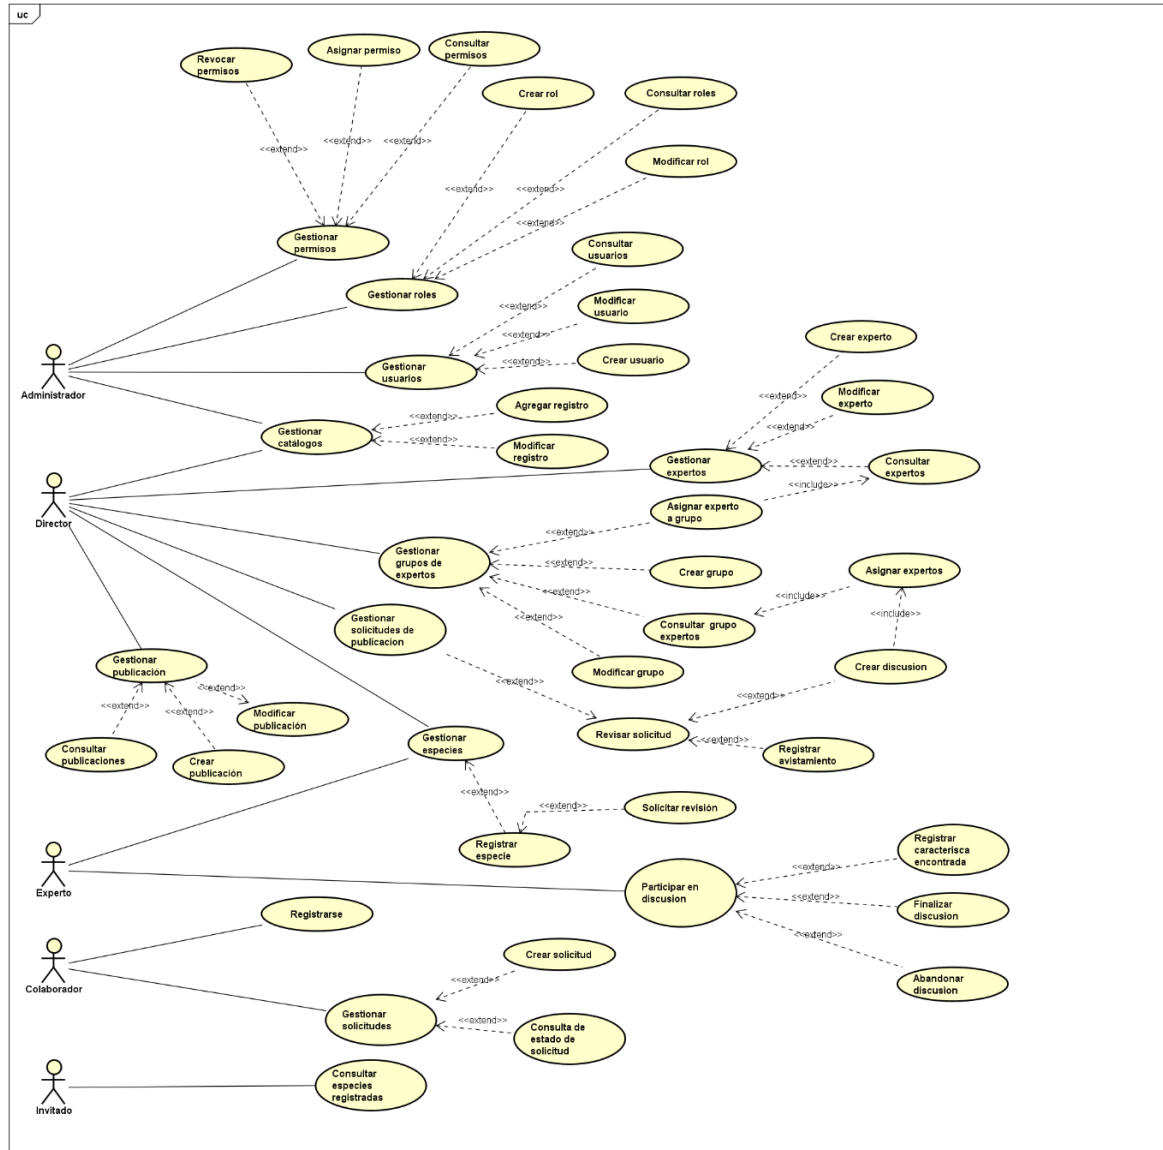 uc
Revocar
permisos
Asignar permiso
Consultar
permisos
Crear rol
Consultar roles
<<extend>>
<<extend>>
<<extend>>
Modificar rol
<<extend>>
<<extend>>
<<extend>>
Gestionar
permisos
Consultar
usuarios
Gestionar roles
<<extend>>
Modificar
usuario
<<extend>>
Crear experto
Administrador
Gestionar
usuarios
<<extend>>
Crear usuario
<<extend>>
Modificar
experto
Agregar registro
<<extend>>
Gestionar
catálogos
<<extend>>
Modificar
registro
<<extend>>
Gestionar
expertos
<<extend>>
Consultar
expertos
<<include>>
Director
Asignar experto
a grupo
<<extend>>
Gestionar
grupos de
expertos
<<extend>>
Crear grupo
Asignar expertos
<<extend>>
<<include>>
<<include>>
Gestionar
solicitudes de
publicacion
<<extend>>
Consultar  grupo
expertos
Gestionar
publicación
Modificar grupo
Crear discusion
<<extend>>
<<extend>>
<<extend>>
<<extend>>
<<extend>>
Modificar
publicación
Revisar solicitud
<<extend>>
Registrar
avistamiento
Gestionar
especies
Consultar
publicaciones
Crear
publicación
<<extend>>
<<extend>>
Solicitar revisión
Registrar
especie
Registrar
caracterisca
encontrada
<<extend>>
Experto
Participar en
discusion
<<extend>>
Finalizar
discusion
Registrarse
<<extend>>
Crear solicitud
Abandonar
discusion
Colaborador
<<extend>>
Gestionar
solicitudes
<<extend>>
Consulta de
estado de
solicitud
Consultar
especies
registradas
Invitado